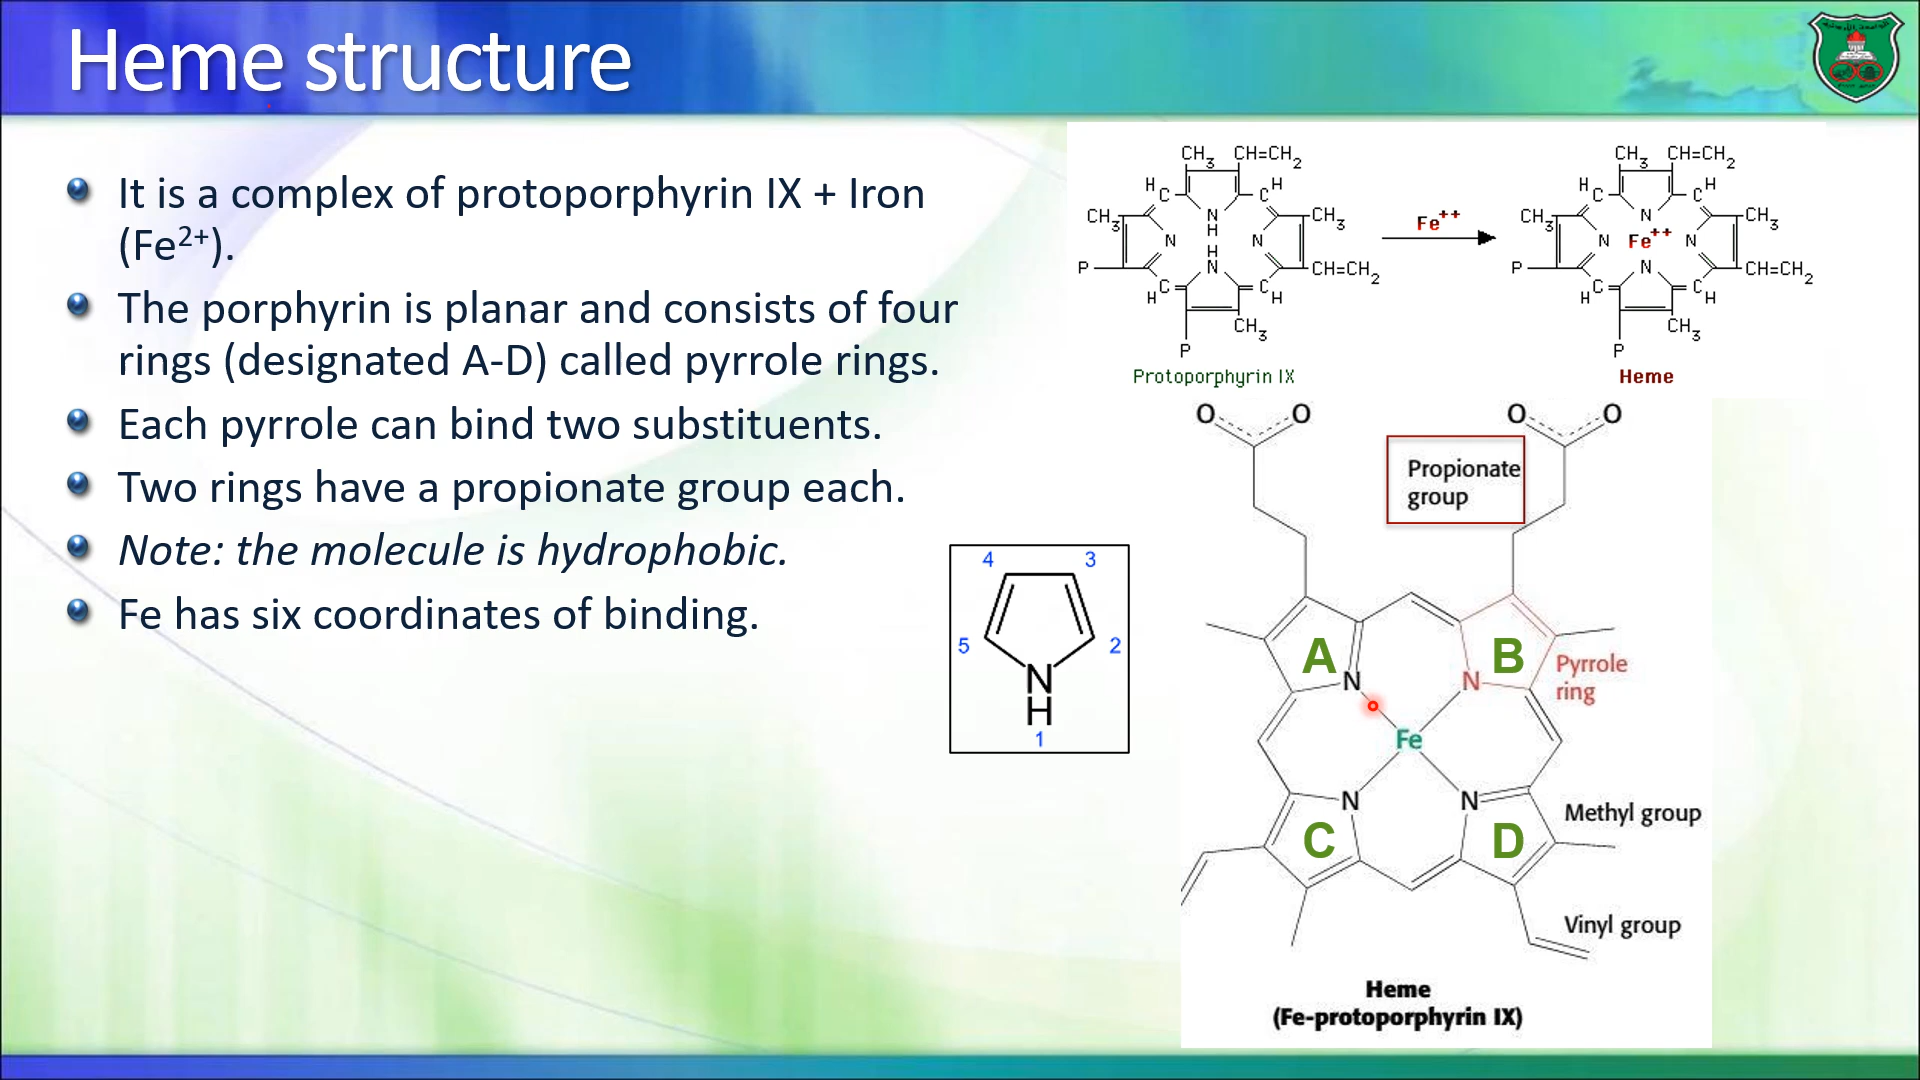 Heme structure
It is a complex of protoporphyrin IX + Iron
(Fe²⁺).
The porphyrin is planar and consists of four
rings (designated A-D) called pyrrole rings.
Each pyrrole can bind two substituents.
Two rings have a propionate group each.
Note: the molecule is hydrophobic.
Fe has six coordinates of binding.
CH₃ CH=CH₂
H C C H
CH₃ N H CH₃
N N
H
P N CH=CH₂
H C C H
CH₃
P
Protoporphyrin IX
Fe⁺⁺
CH₃ CH=CH₂
H C C H
CH₃ N CH₃
N Fe⁺⁺ N
P N CH=CH₂
H C C H
CH₃
P
Heme
4 3
5 2
N
H
1
O O O O
Propionate
group
A B
Pyrrole
ring
N N
Fe
N N
C D
Methyl group
Vinyl group
Heme
(Fe-protoporphyrin IX)